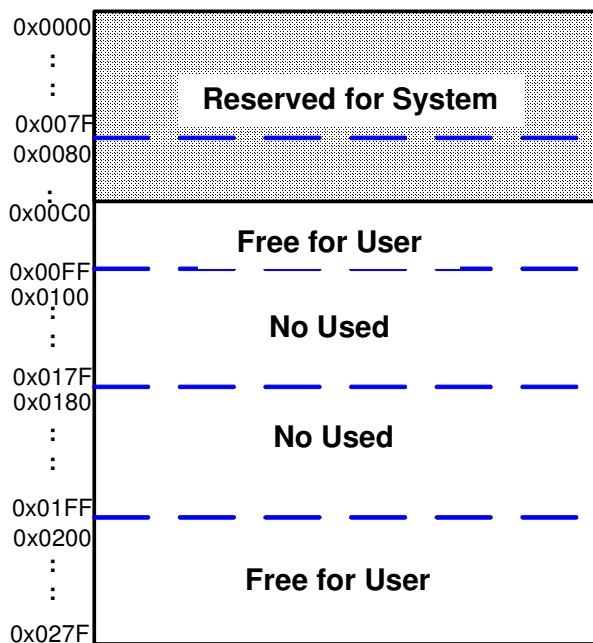 0x0000
:
:
Reserved for System
0x007F
0x0080
:
0x00C0
Free for User
0x00FF
0x0100
:
:
No Used
0x017F
0x0180
:
:
No Used
0x01FF
0x0200
:
:
Free for User
0x027F